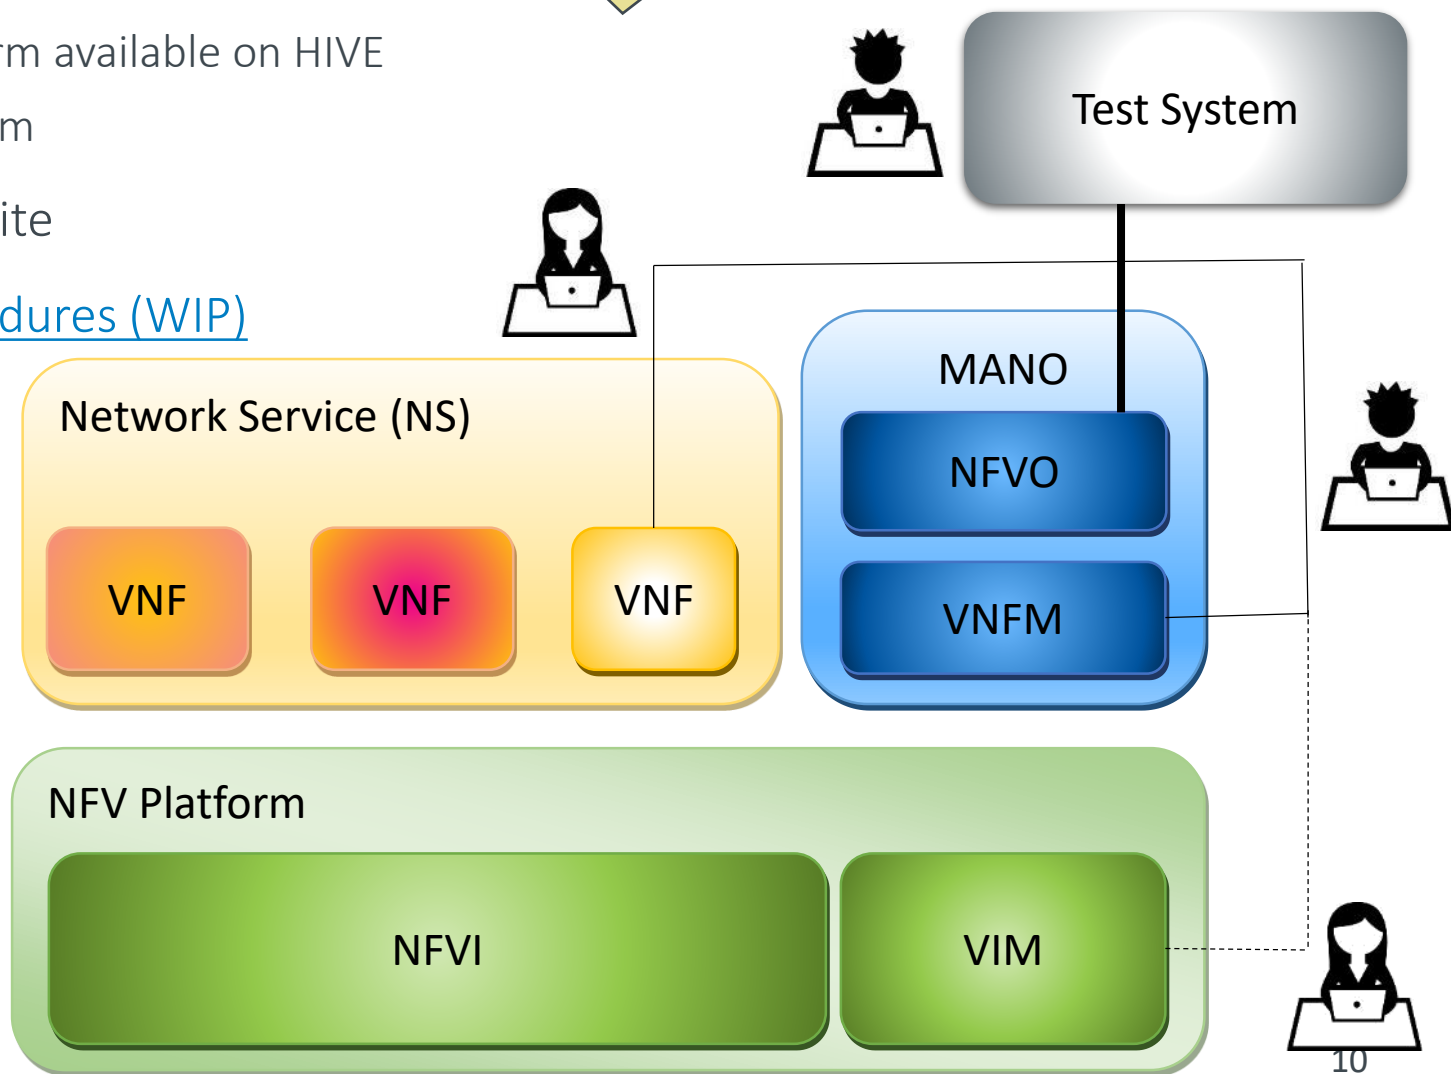 rm available on HIVE
m
ite
dures (WIP)
Test System
MANO
Network Service (NS)
NFVO
VNF
VNF
VNF
VNFM
NFV Platform
NFVI
VIM
10